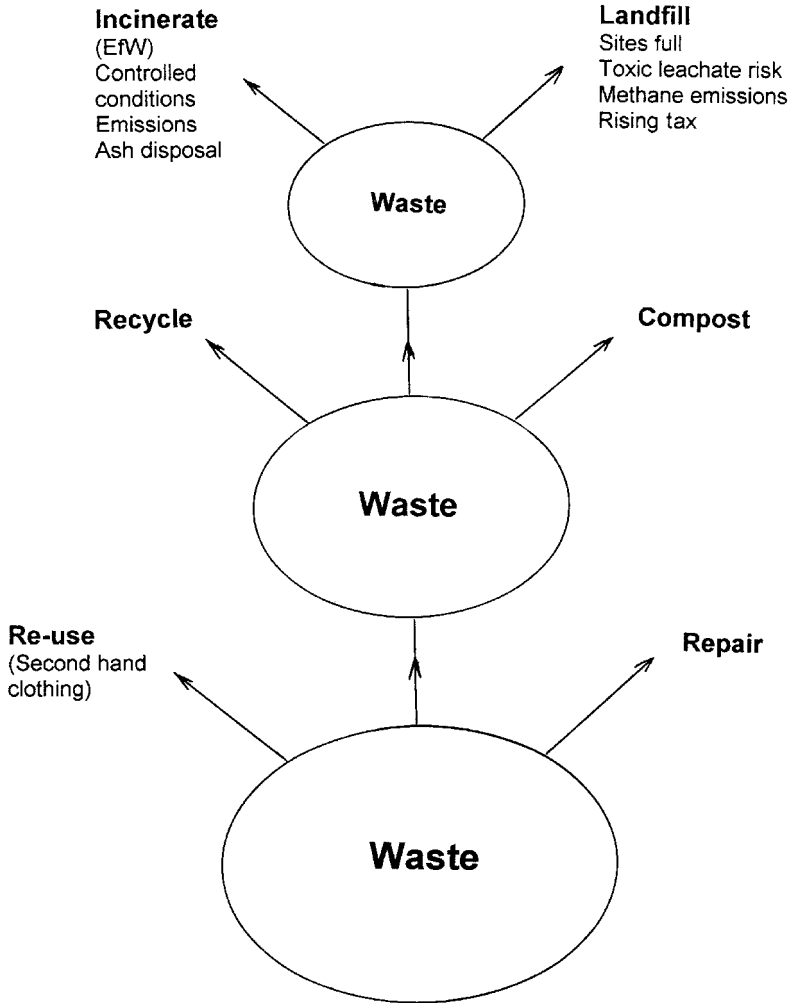 Incinerate
(EfW)
Controlled
conditions
Emissions
Ash disposal
Landfill
Sites full
Toxic leachate risk
Methane emissions
Rising tax
Waste
Recycle
Compost
Waste
Re-use
(Second hand
clothing)
Repair
Waste